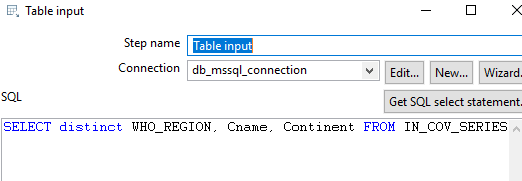 Table input
Step name Table input
Connection db_mssql_connection Edit... New... Wizard.
SQL Get SQL select statement.
SELECT distinct WHO_REGION, Cname, Continent FROM IN_COV_SERIES